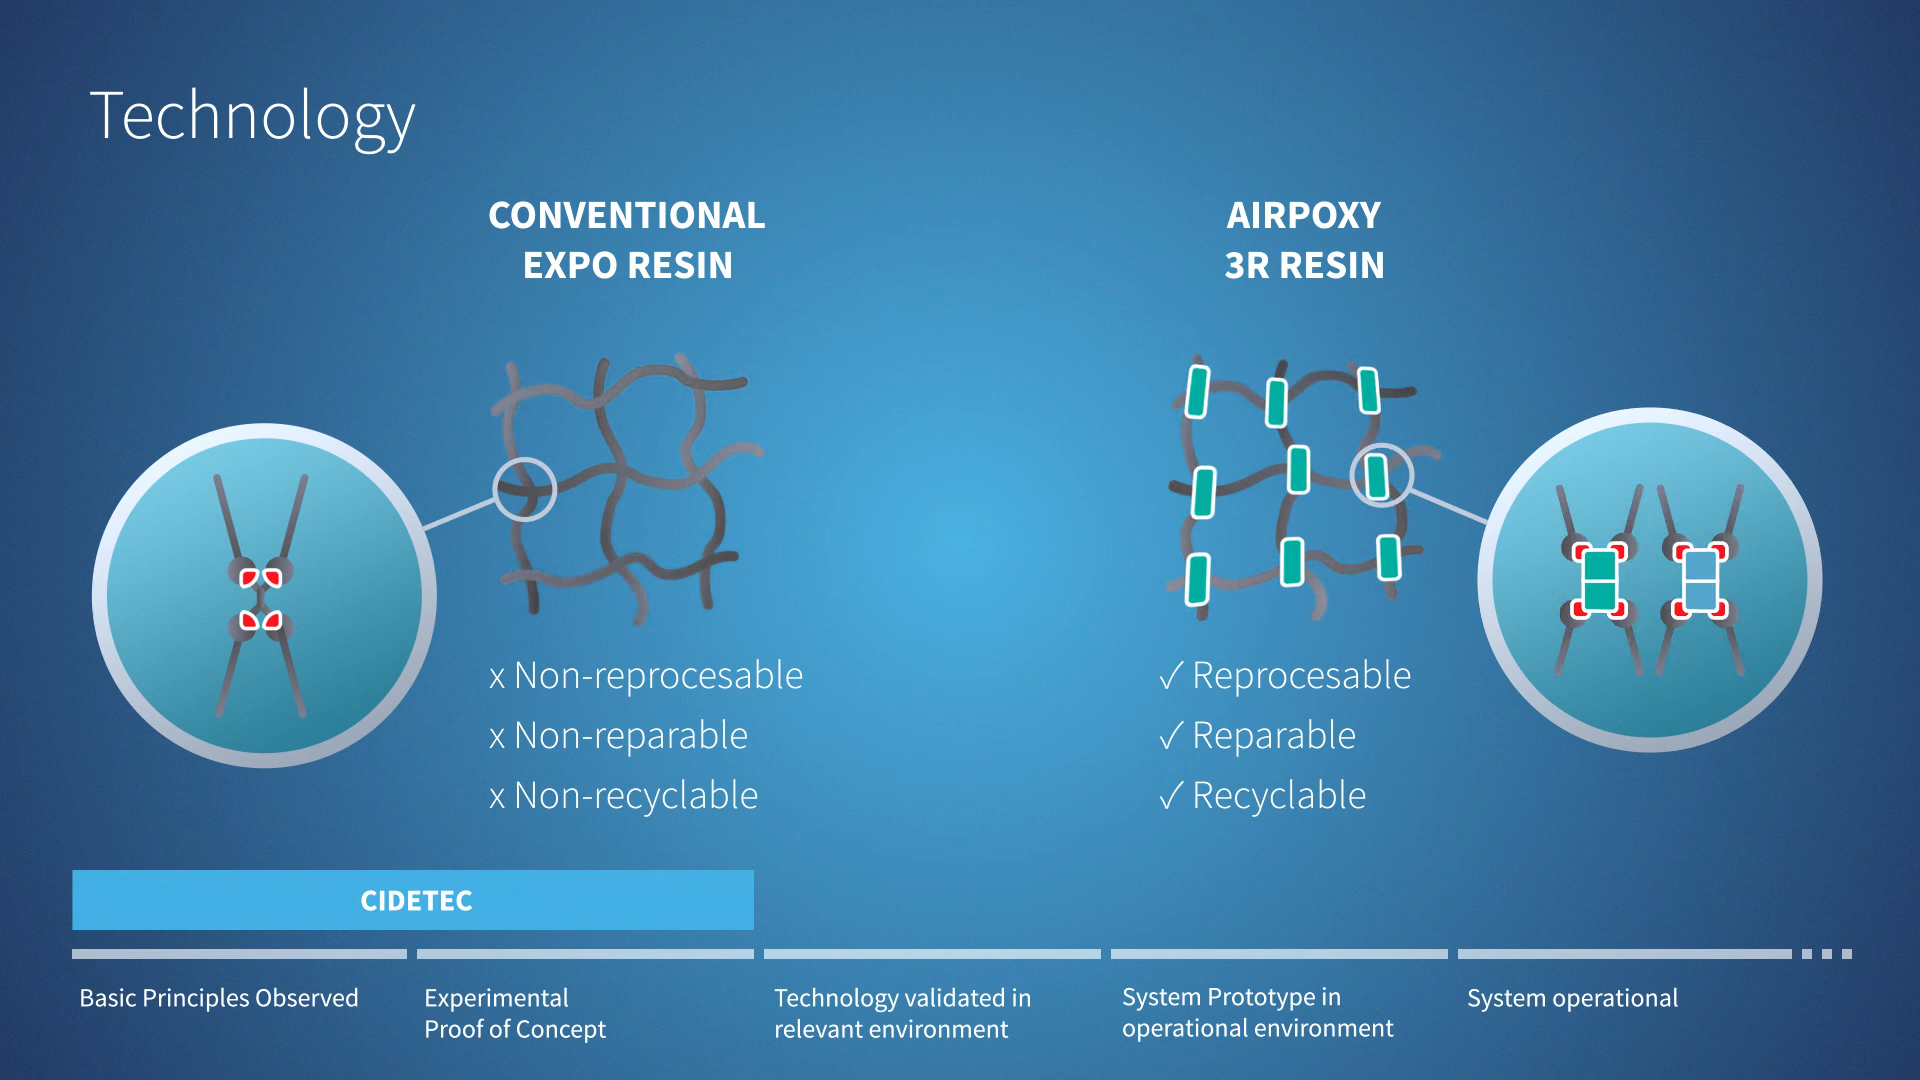 Technology
CONVENTIONAL
EXPO RESIN
AIRPOXY
3R RESIN
x Non-reprocesable
x Non-reparable
x Non-recyclable
✓ Reprocesable
✓ Reparable
✓ Recyclable
CIDETEC
Basic Principles Observed
Experimental
Proof of Concept
Technology validated in
relevant environment
System Prototype in
operational environment
System operational